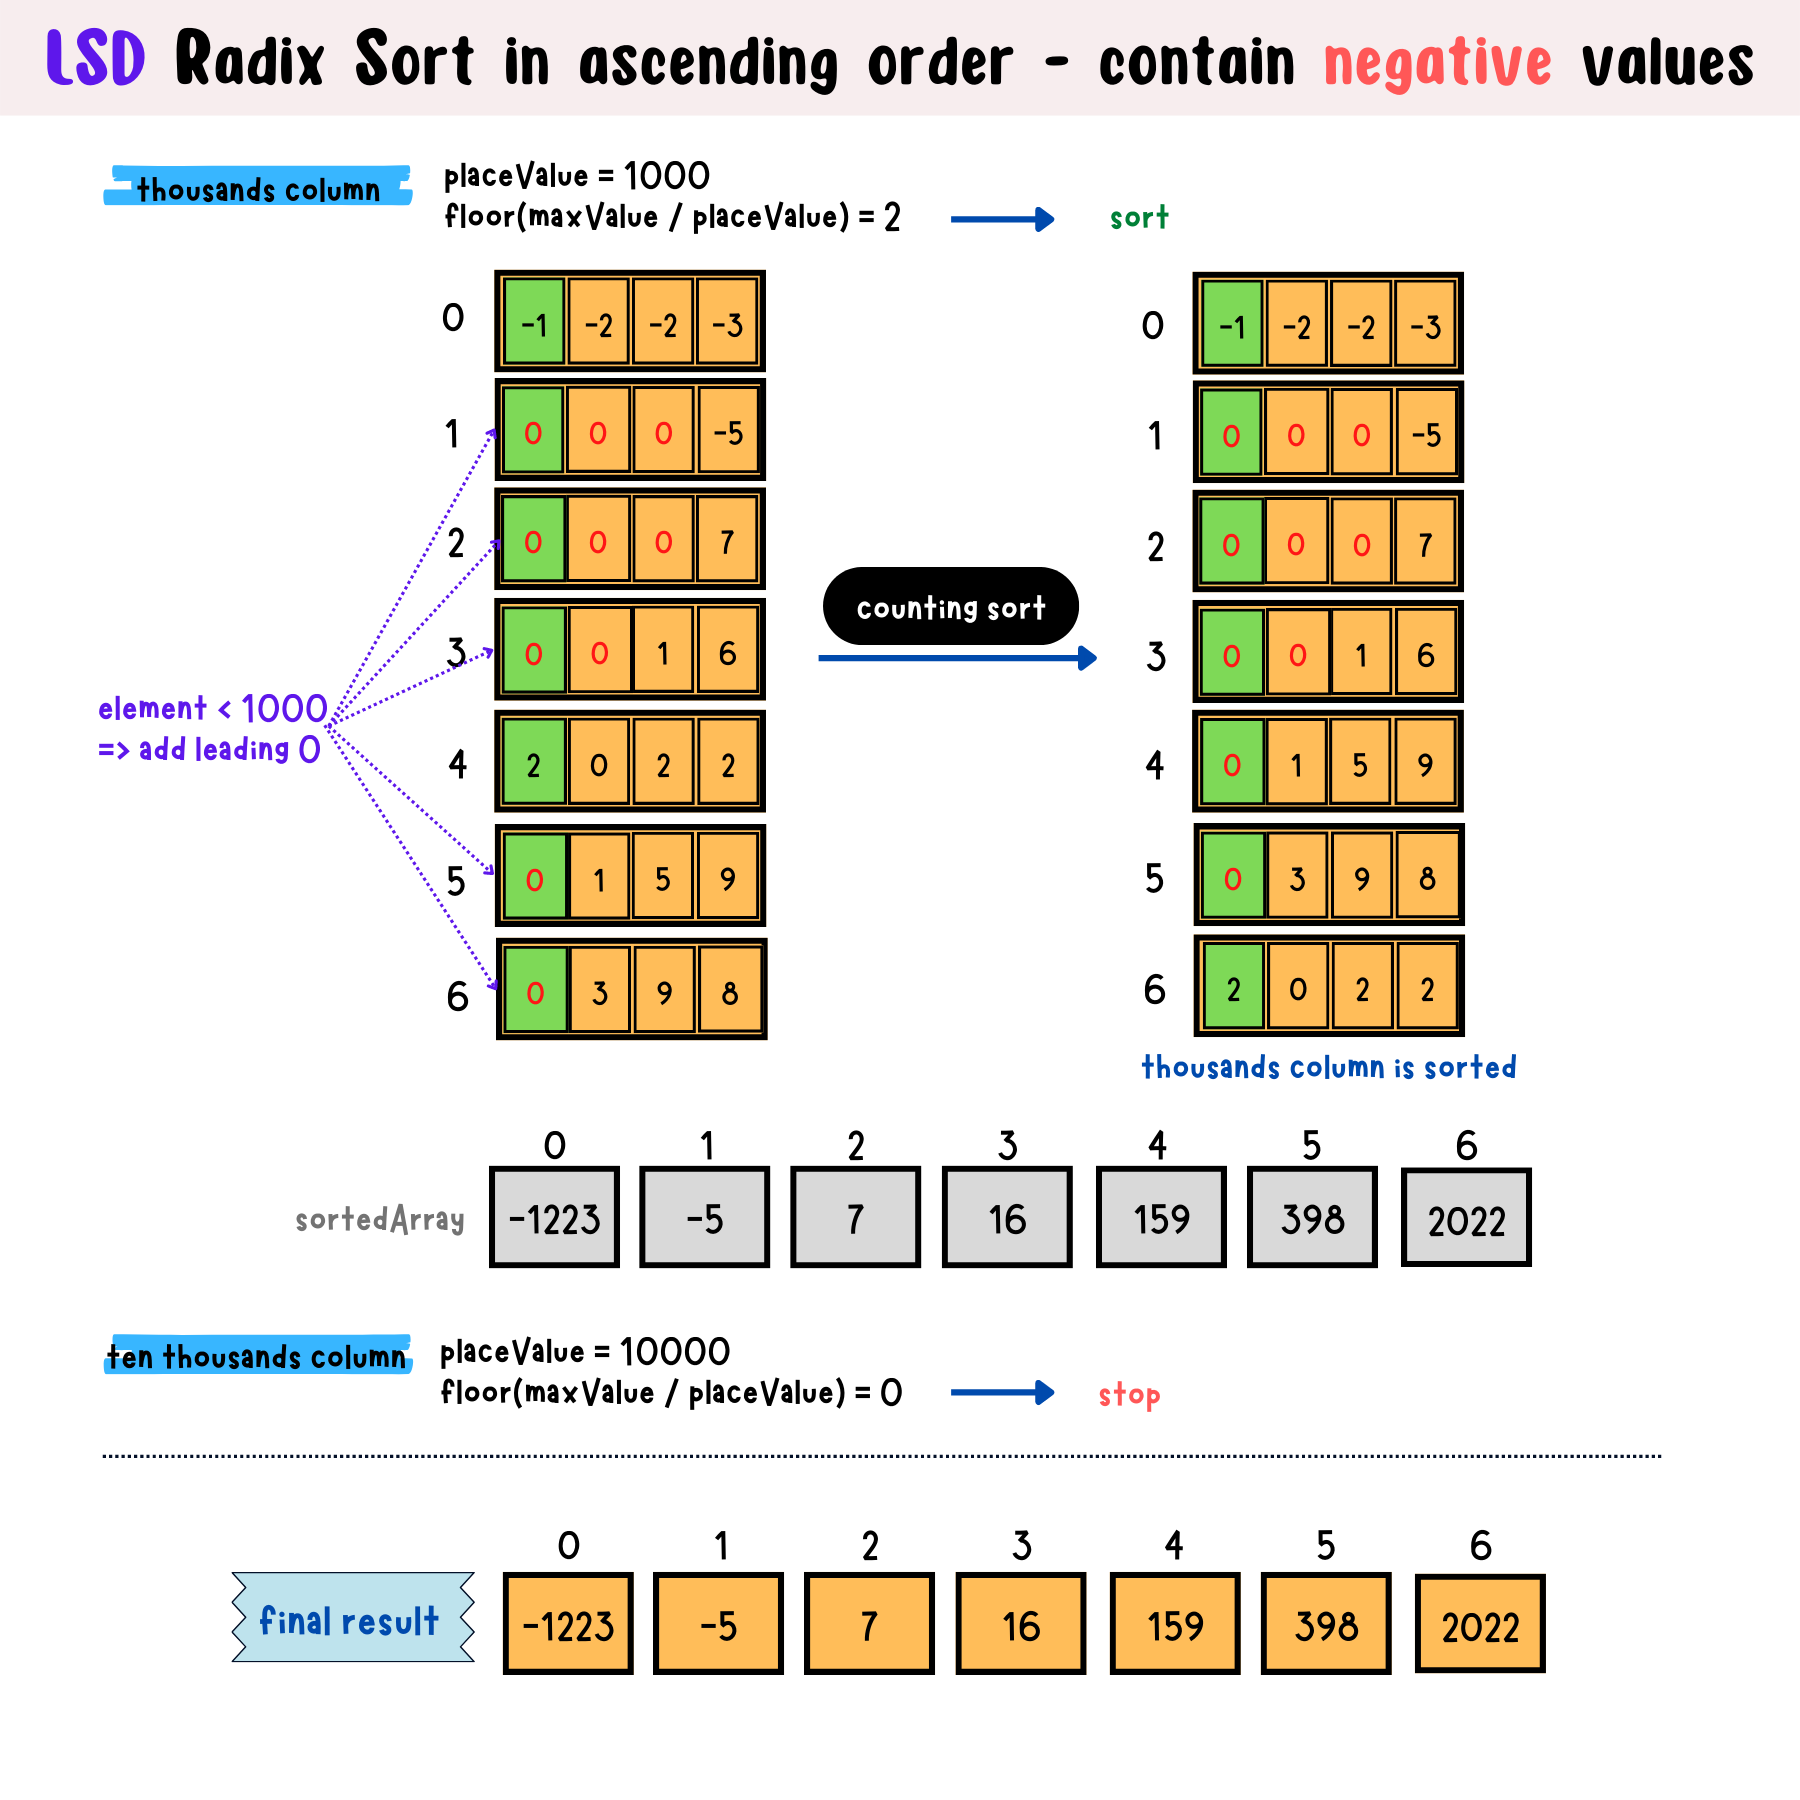 LSD Radix Sort in ascending order - contain negative values
thousands column
placeValue = 1000
floor(maxValue / placeValue) = 2
sort
0 -1 -2 -2 -3
1 0 0 0 -5
2 0 0 0 7
3 0 0 1 6
4 2 0 2 2
5 0 1 5 9
6 0 3 9 8
element < 1000
=> add leading 0
counting sort
0 -1 -2 -2 -3
1 0 0 0 -5
2 0 0 0 7
3 0 0 1 6
4 0 1 5 9
5 0 3 9 8
6 2 0 2 2
thousands column is sorted
0 1 2 3 4 5 6
sortedArray -1223 -5 7 16 159 398 2022
ten thousands column
placeValue = 10000
floor(maxValue / placeValue) = 0
stop
0 1 2 3 4 5 6
final result -1223 -5 7 16 159 398 2022